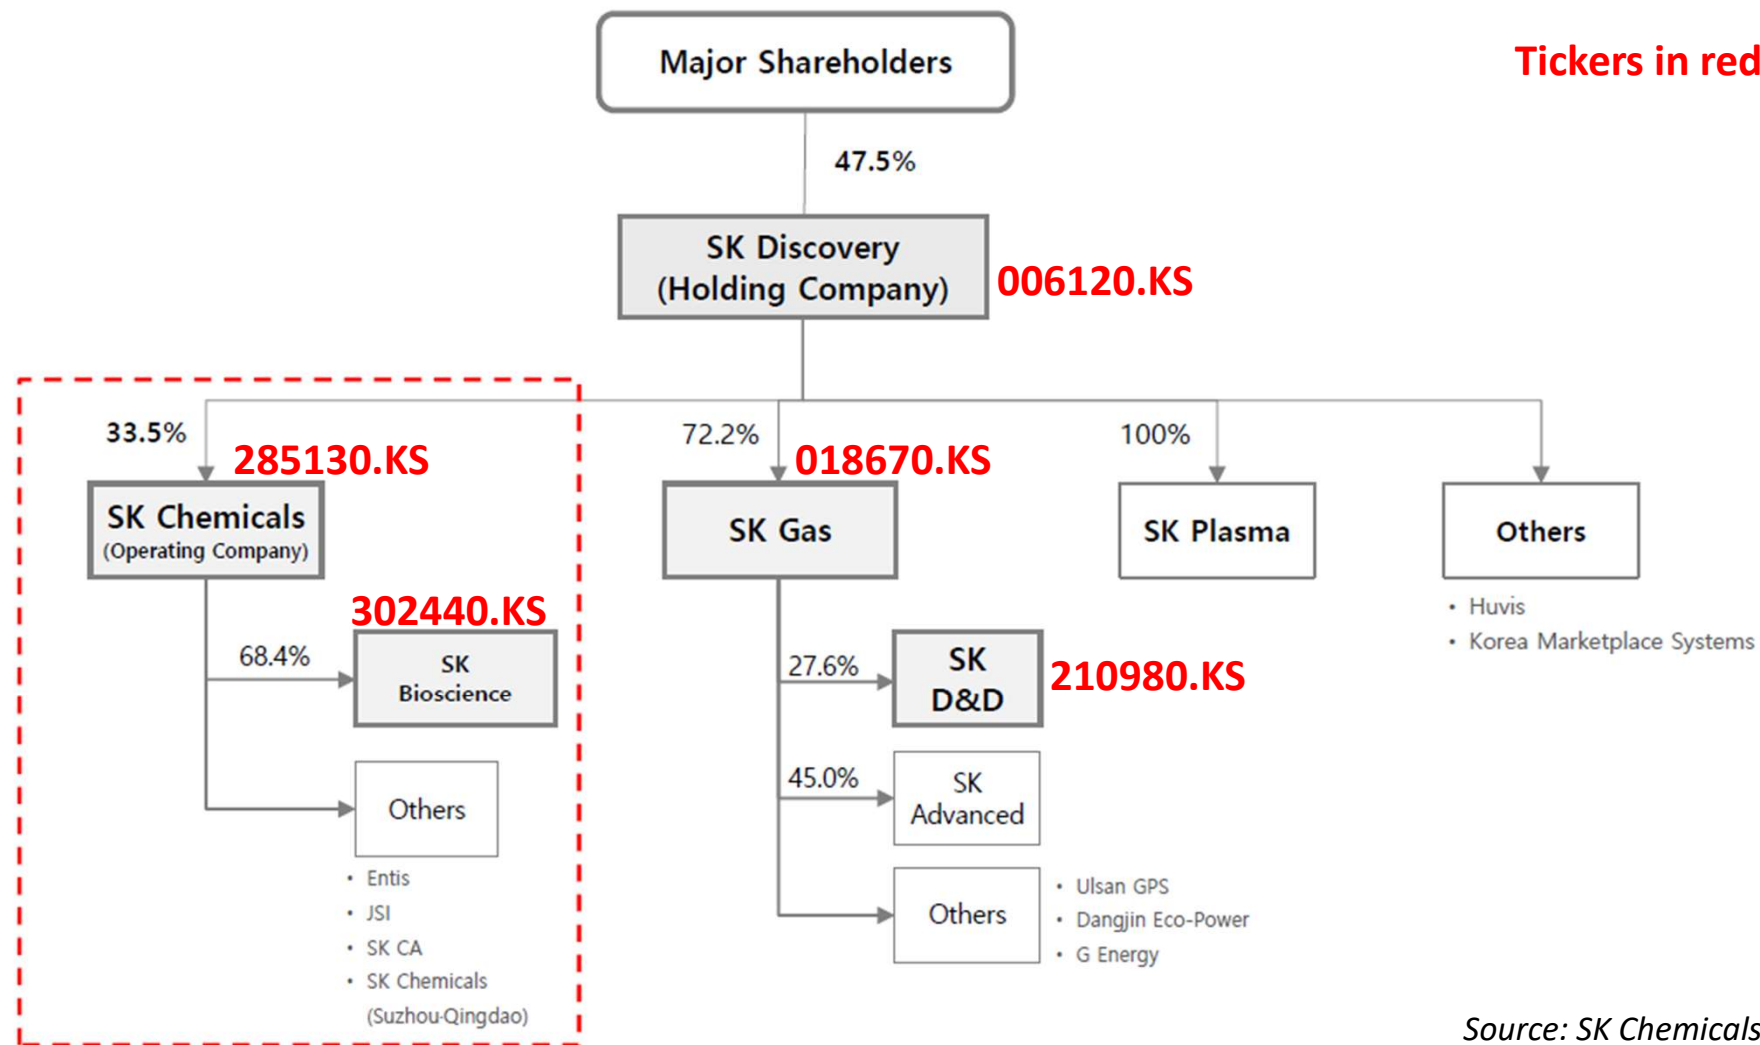 Major Shareholders
Tickers in red
47.5%
SK Discovery
(Holding Company)
006120.KS
33.5%
72.2%
100%
285130.KS
018670.KS
SK Chemicals
(Operating Company)
SK Gas
SK Plasma
Others
• Huvis
• Korea Marketplace Systems
302440.KS
68.4%
SK
Bioscience
27.6%
SK
D&D
210980.KS
45.0%
SK
Advanced
Others
• Entis
• JSI
• SK CA
• SK Chemicals
(Suzhou·Qingdao)
Others
• Ulsan GPS
• Dangjin Eco-Power
• G Energy
Source: SK Chemicals